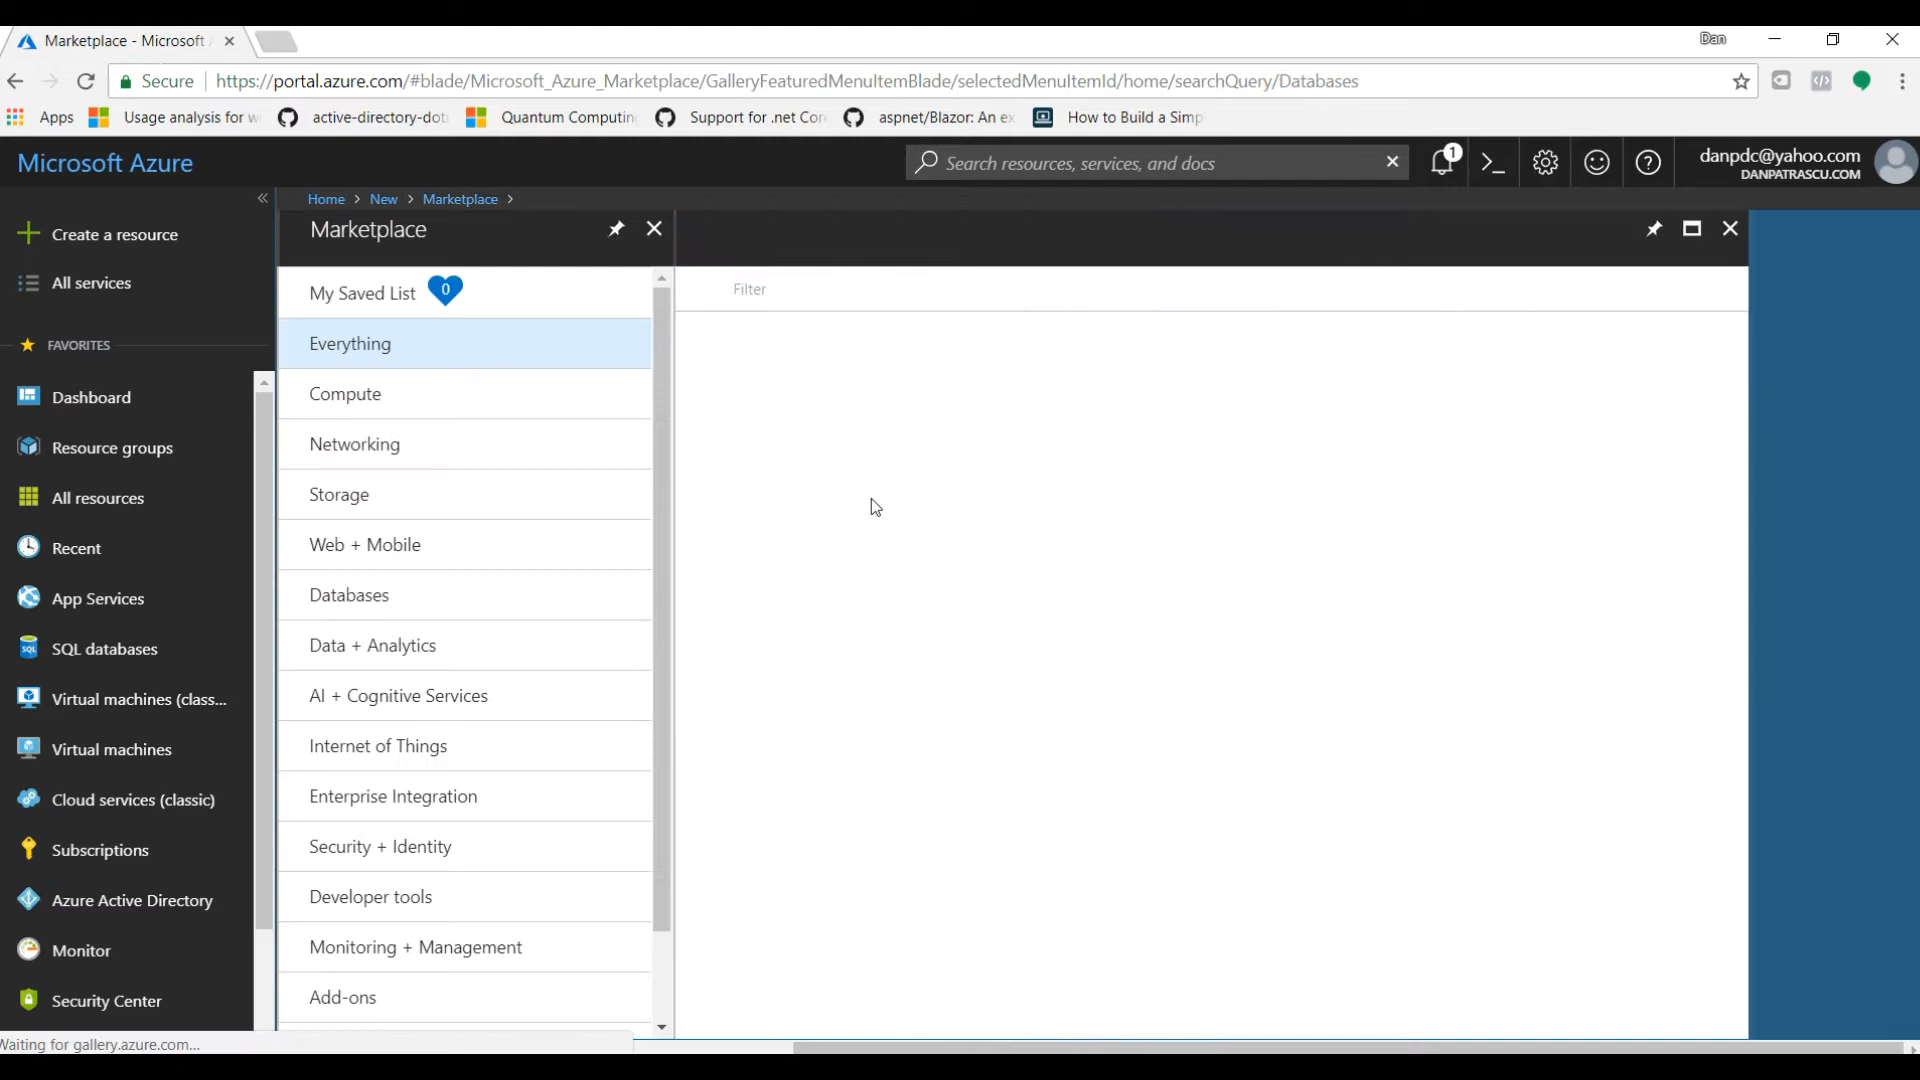 Marketplace - Microsoft
Dan
Secure
https://portal.azure.com/#blade/Microsoft_Azure_Marketplace/GalleryFeaturedMenuItemBlade/selectedMenuItemId/home/searchQuery/Databases
Apps Usage analysis for w active-directory-dot Quantum Computin Support for .net Cor aspnet/Blazor: An ex How to Build a Simp
Microsoft Azure
Search resources, services, and docs
1
danpdc@yahoo.com
DANPATRASCU.COM
Home > New > Marketplace >
Create a resource
All services
FAVORITES
Dashboard
Resource groups
All resources
Recent
App Services
SQL databases
Virtual machines (class...
Virtual machines
Cloud services (classic)
Subscriptions
Azure Active Directory
Monitor
Security Center
Marketplace
My Saved List 0
Everything
Compute
Networking
Storage
Web + Mobile
Databases
Data + Analytics
AI + Cognitive Services
Internet of Things
Enterprise Integration
Security + Identity
Developer tools
Monitoring + Management
Add-ons
Filter
Waiting for gallery.azure.com...